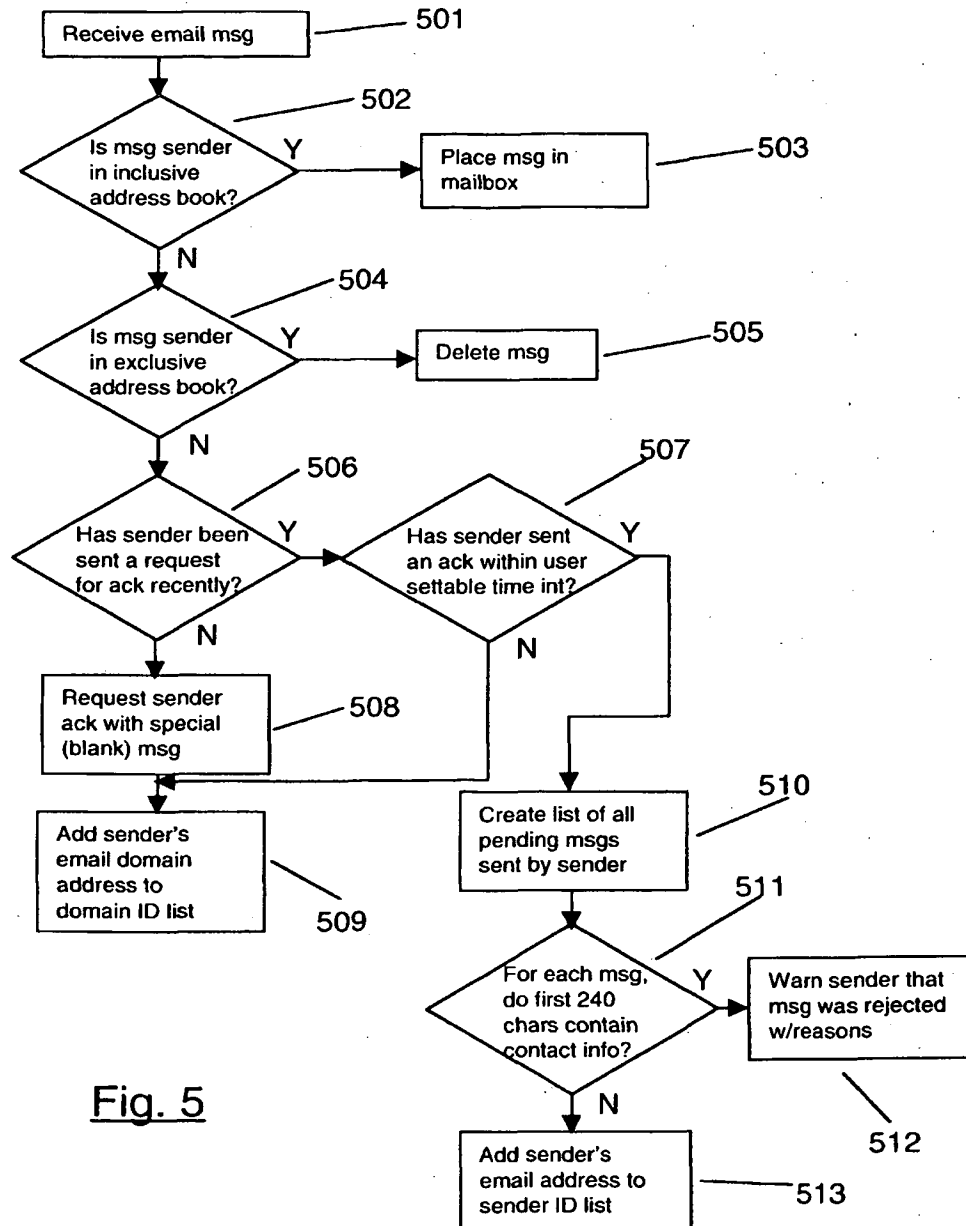 Receive email msg
501
502
Is msg sender
in inclusive
address book?
Y
Place msg in
mailbox
503
N
504
Is msg sender
in exclusive
address book?
Y
Delete msg
505
N
506
507
Has sender been
sent a request
for ack recently?
Y
Has sender sent
an ack within user
settable time int?
Y
N
N
Request sender
ack with special
(blank) msg
508
510
Create list of all
pending msgs
sent by sender
Add sender's
email domain
address to
domain ID list
509
511
For each msg,
do first 240
chars contain
contact info?
Y
Warn sender that
msg was rejected
w/reasons
512
N
Fig. 5
Add sender's
email address to
sender ID list
513